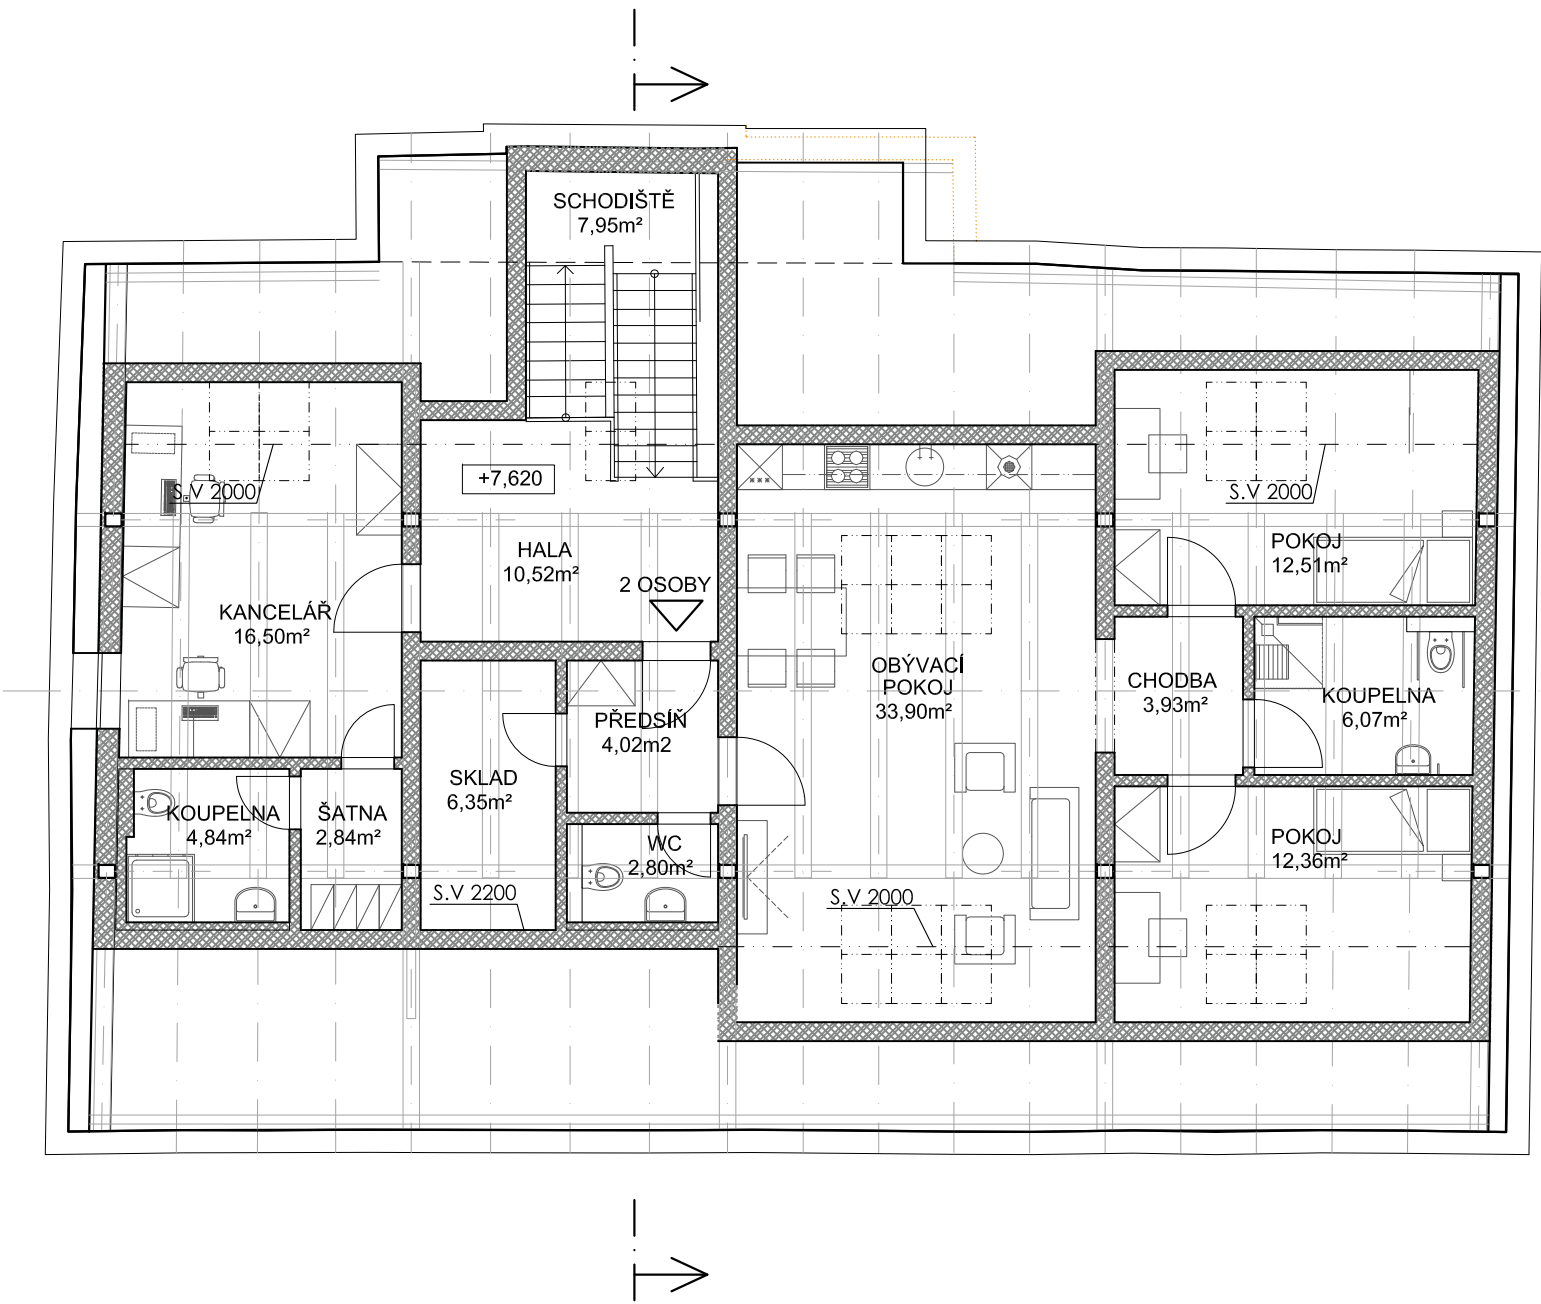 SCHODIŠTĚ
7,95m²
+7,620
S.V 2000
S.V 2000
HALA
10,52m²
2 OSOBY
POKOJ
12,51m²
KANCELÁŘ
16,50m²
OBÝVACÍ
POKOJ
33,90m²
CHODBA
3,93m²
KOUPELNA
6,07m²
PŘEDSÍŇ
4,02m2
SKLAD
6,35m²
KOUPELNA
4,84m²
ŠATNA
2,84m²
WC
2,80m²
POKOJ
12,36m²
S.V 2200
S.V 2000